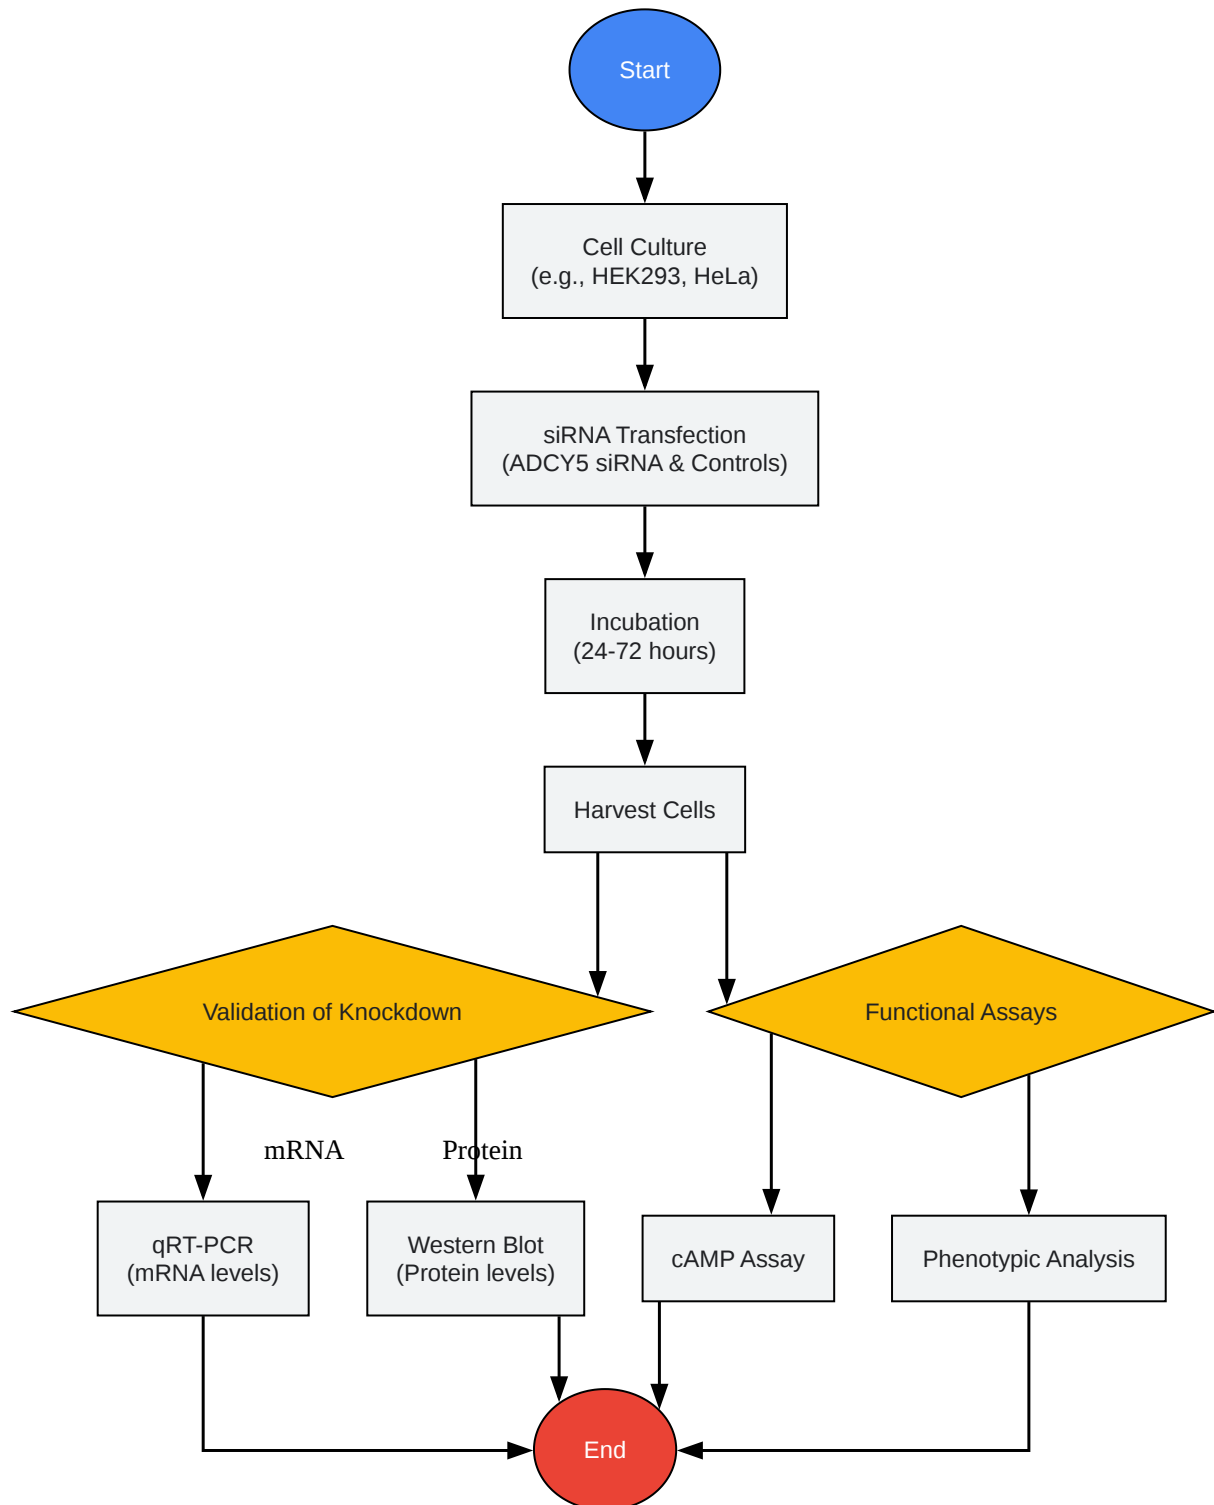 Start
Cell Culture
(e.g., HEK293, HeLa)
siRNA Transfection
(ADCY5 siRNA & Controls)
Incubation
(24-72 hours)
Harvest Cells
Validation of Knockdown
Functional Assays
mRNA
Protein
qRT-PCR
(mRNA levels)
Western Blot
(Protein levels)
cAMP Assay
Phenotypic Analysis
End